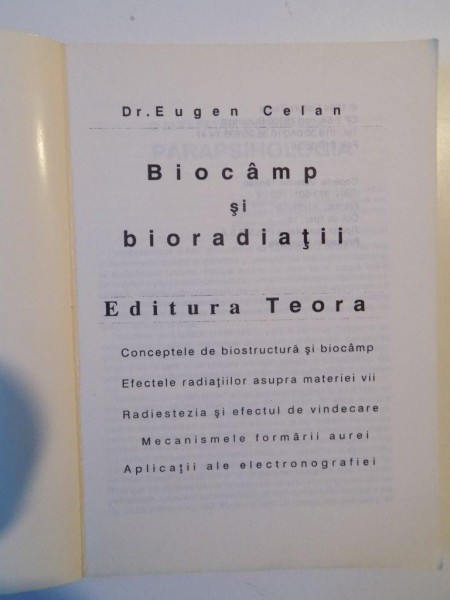 Dr. Eugen Celan
PARAPSIHOLOGIA
Biocâmp
şi
bioradiaţii
Editura Teora
Conceptele de biostructură şi biocâmp
Efectele radiaţiilor asupra materiei vii
Radiestezia şi efectul de vindecare
Mecanismele formării aurei
Aplicaţii ale electronografiei